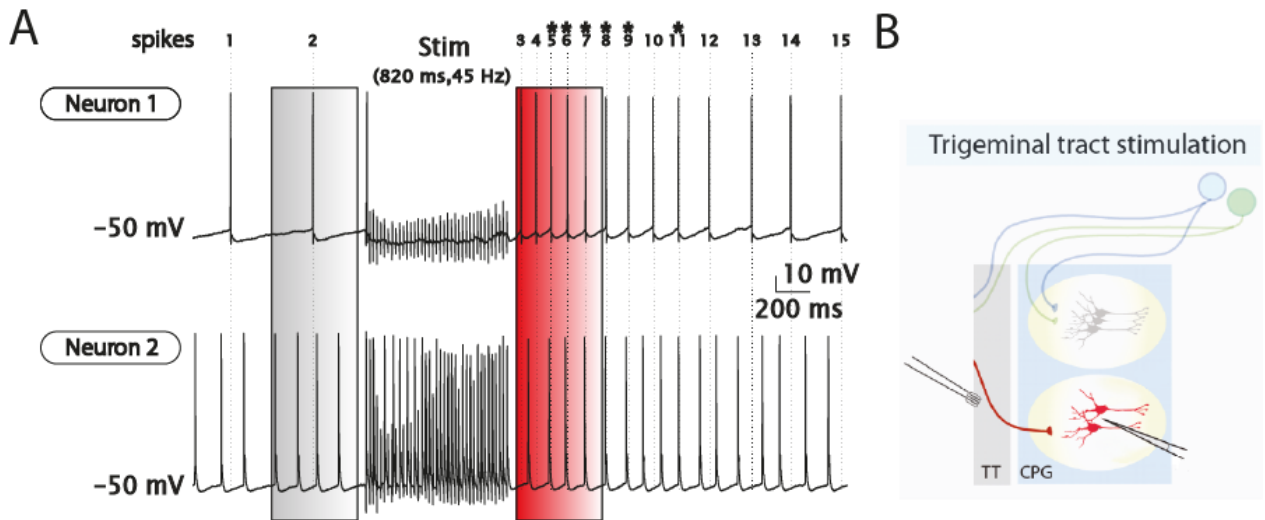 A
spikes 1 2 3 4 5 6 7 8 9 10 11 12 13 14 15
* * * * * *
Stim
(820 ms,45 Hz)
Neuron 1
−50 mV
10 mV
200 ms
Neuron 2
−50 mV
B
Trigeminal tract stimulation
TT CPG